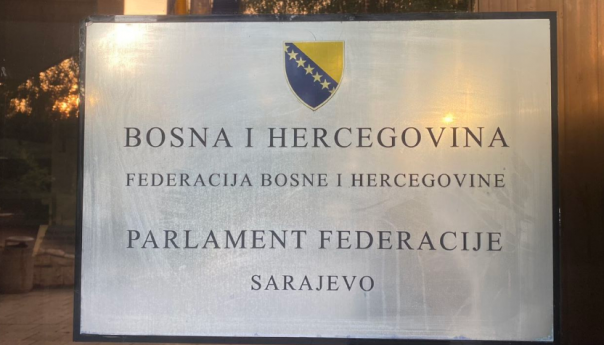 BOSNA I HERCEGOVINA
FEDERACIJA BOSNE I HERCEGOVINE
PARLAMENT FEDERACIJE
SARAJEVO